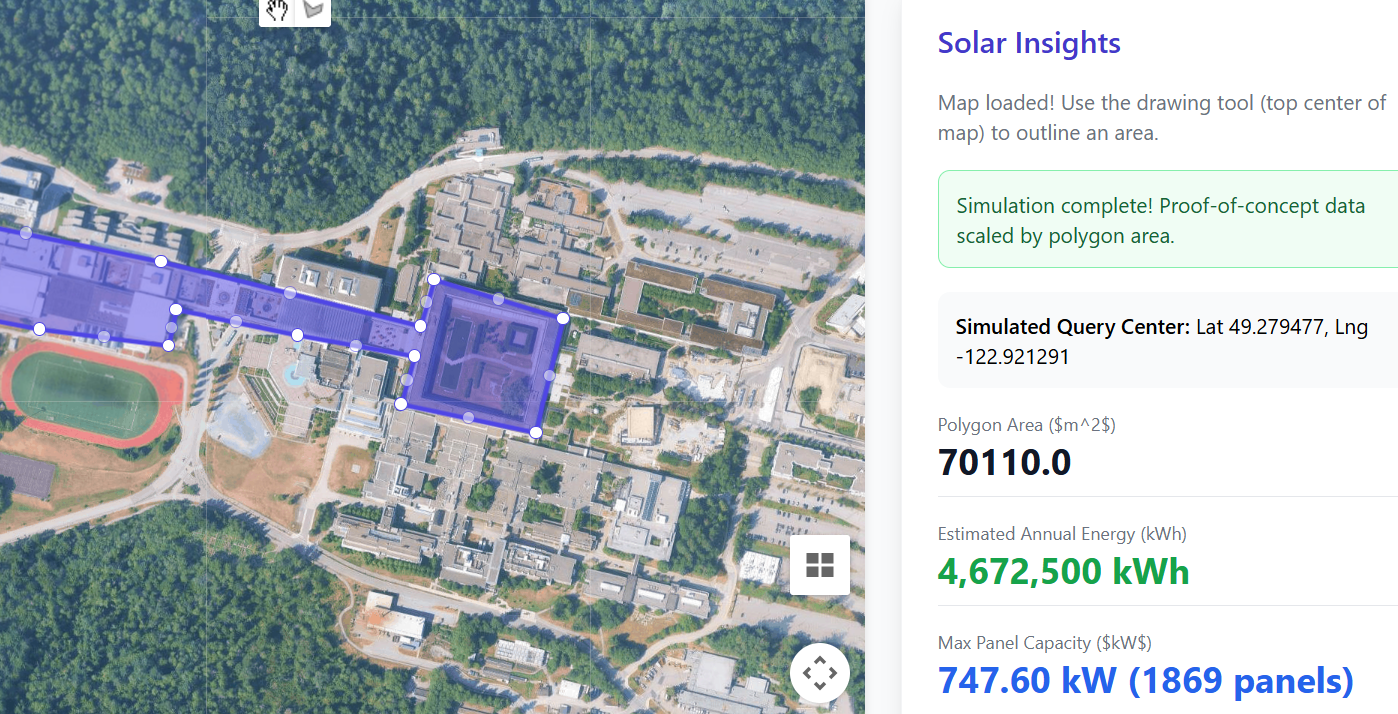 Solar Insights
Map loaded! Use the drawing tool (top center of
map) to outline an area.
Simulation complete! Proof-of-concept data
scaled by polygon area.
Simulated Query Center: Lat 49.279477, Lng
-122.921291
Polygon Area ($m^2$)
70110.0
Estimated Annual Energy (kWh)
4,672,500 kWh
Max Panel Capacity ($kW$)
747.60 kW (1869 panels)